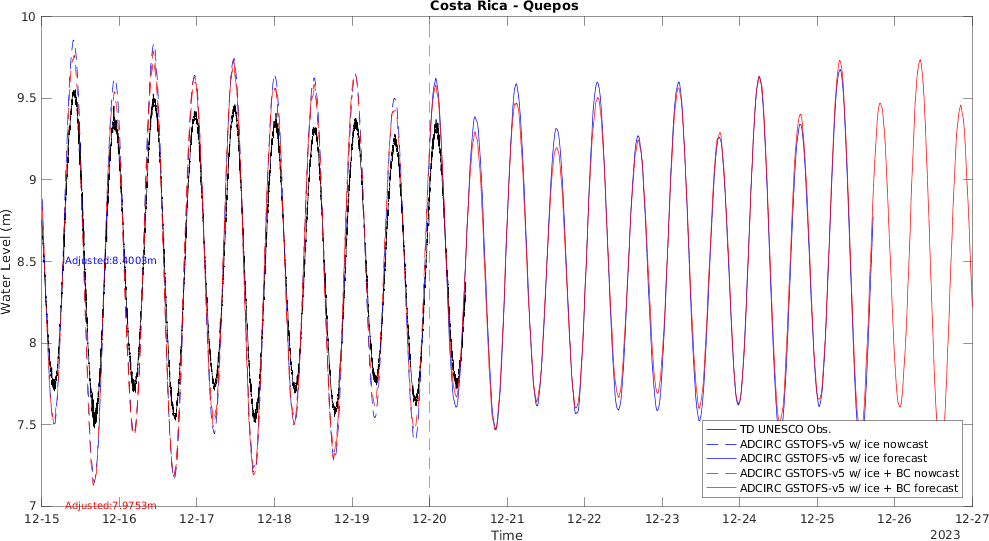 Costa Rica - Quepos
10
9.5
9
8.5
8
7.5
7
Water Level (m)
Adjusted:8.4003m
Adjusted:7.9753m
TD UNESCO Obs.
ADCIRC GSTOFS-v5 w/ ice nowcast
ADCIRC GSTOFS-v5 w/ ice forecast
ADCIRC GSTOFS-v5 w/ ice + BC nowcast
ADCIRC GSTOFS-v5 w/ ice + BC forecast
12-15 12-16 12-17 12-18 12-19 12-20 12-21 12-22 12-23 12-24 12-25 12-26 12-27
Time
2023